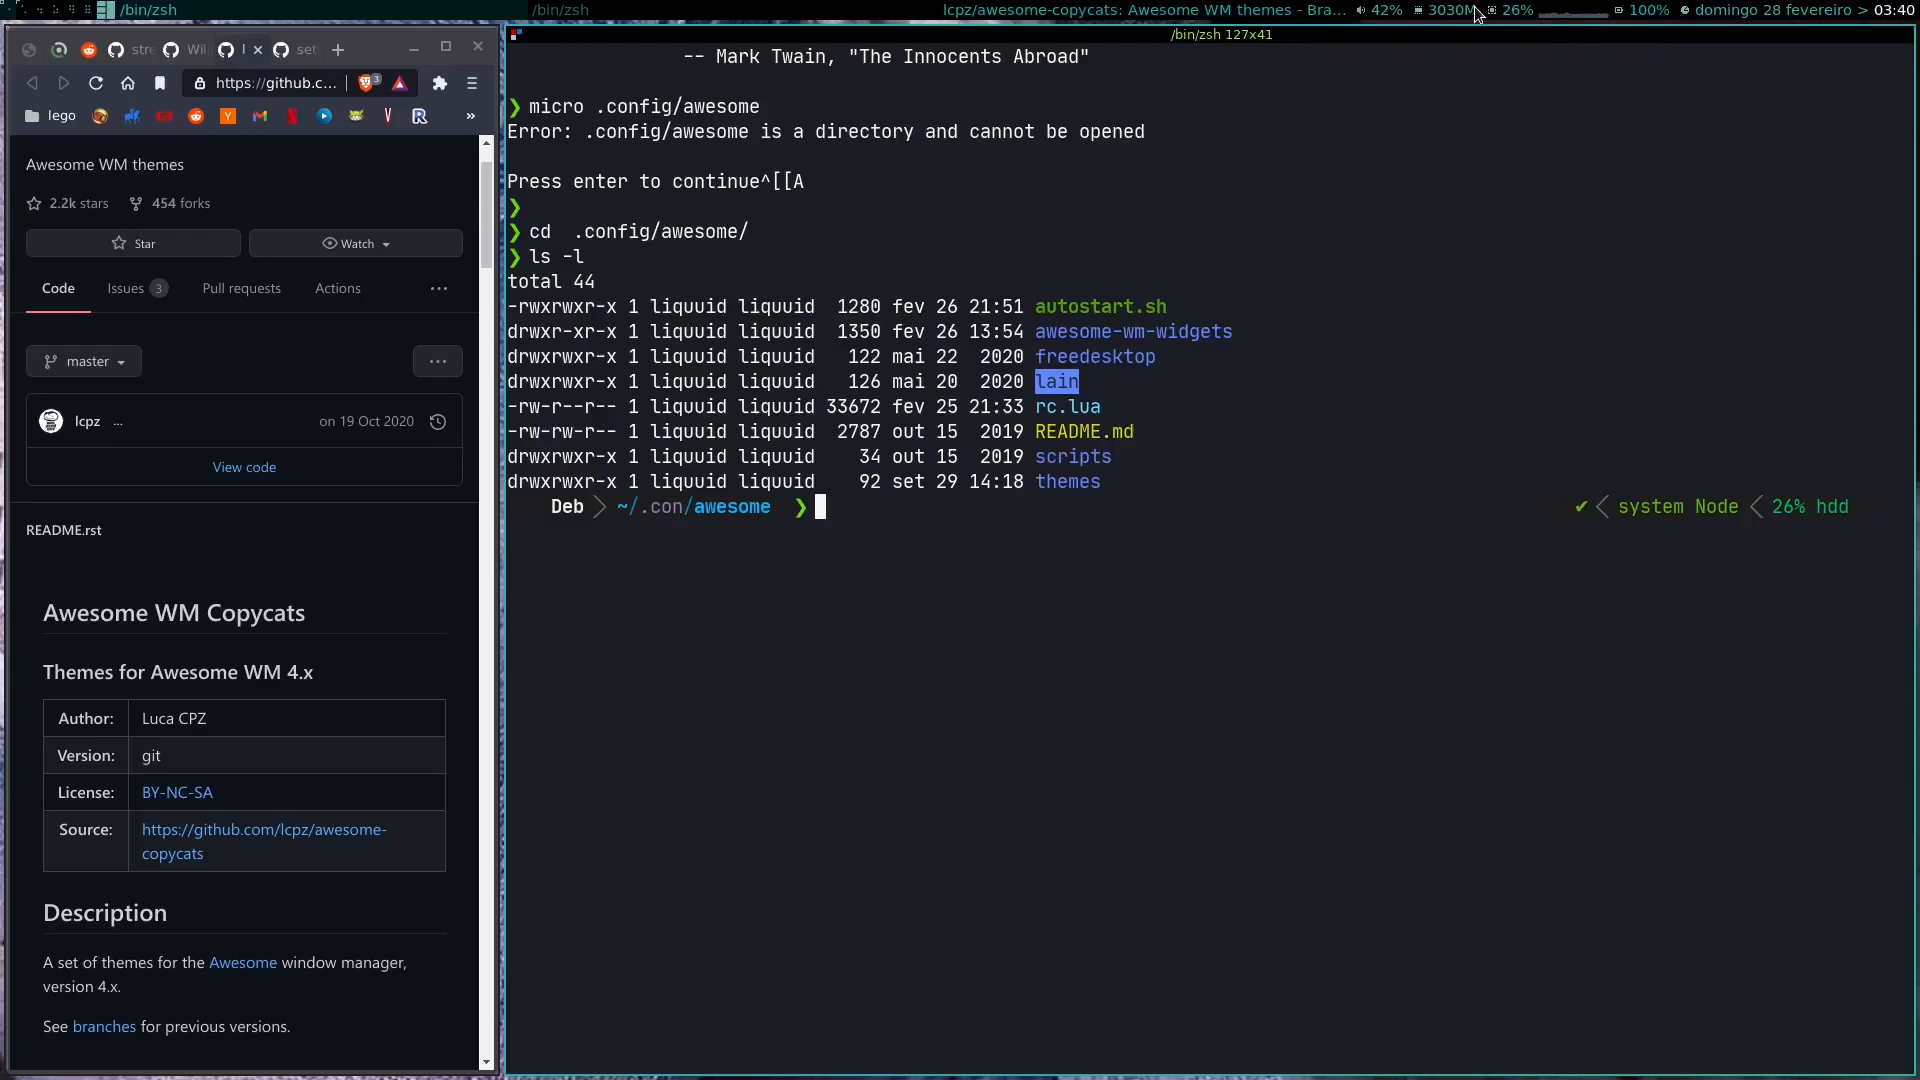 /bin/zsh
/bin/zsh
lcpz/awesome-copycats: Awesome WM themes - Bra...
42%
3030M
26%
100%
domingo 28 fevereiro > 03:40
https://github.c...
3
lego
Awesome WM themes
2.2k stars 454 forks
Star Watch
Code Issues 3 Pull requests Actions
master
lcpz ... on 19 Oct 2020
View code
README.rst
Awesome WM Copycats
Themes for Awesome WM 4.x
Author: Luca CPZ
Version: git
License: BY-NC-SA
Source: https://github.com/lcpz/awesome-
copycats
Description
A set of themes for the Awesome window manager,
version 4.x.
See branches for previous versions.
/bin/zsh 127x41
-- Mark Twain, "The Innocents Abroad"
❯ micro .config/awesome
Error: .config/awesome is a directory and cannot be opened
Press enter to continue^[[A
❯
❯ cd  .config/awesome/
❯ ls -l
total 44
-rwxrwxr-x 1 liquuid liquuid  1280 fev 26 21:51 autostart.sh
drwxr-xr-x 1 liquuid liquuid  1350 fev 26 13:54 awesome-wm-widgets
drwxrwxr-x 1 liquuid liquuid   122 mai 22  2020 freedesktop
drwxrwxr-x 1 liquuid liquuid   126 mai 20  2020 lain
-rw-r--r-- 1 liquuid liquuid 33672 fev 25 21:33 rc.lua
-rw-rw-r-- 1 liquuid liquuid  2787 out 15  2019 README.md
drwxrwxr-x 1 liquuid liquuid    34 out 15  2019 scripts
drwxrwxr-x 1 liquuid liquuid    92 set 29 14:18 themes
Deb ~/.con/awesome ❯ ✔ system Node 26% hdd